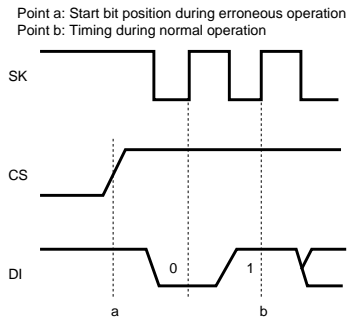 Point a: Start bit position during erroneous operation
Point b: Timing during normal operation
SK
CS
DI
0
1
a
b